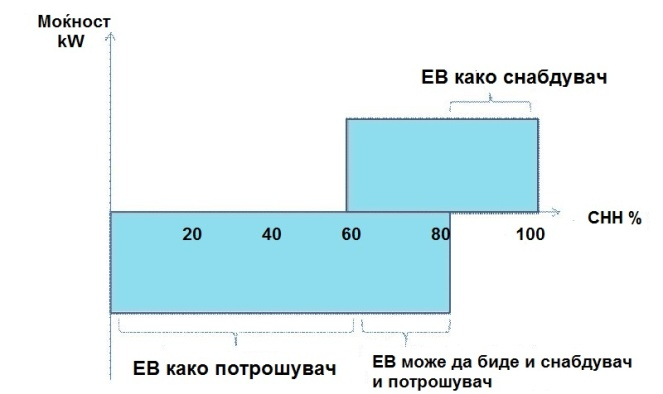 Моќност
kW
ЕВ како снабдувач
СНН %
20 40 60 80 100
ЕВ како потрошувач
ЕВ може да биде и снабдувач
и потрошувач